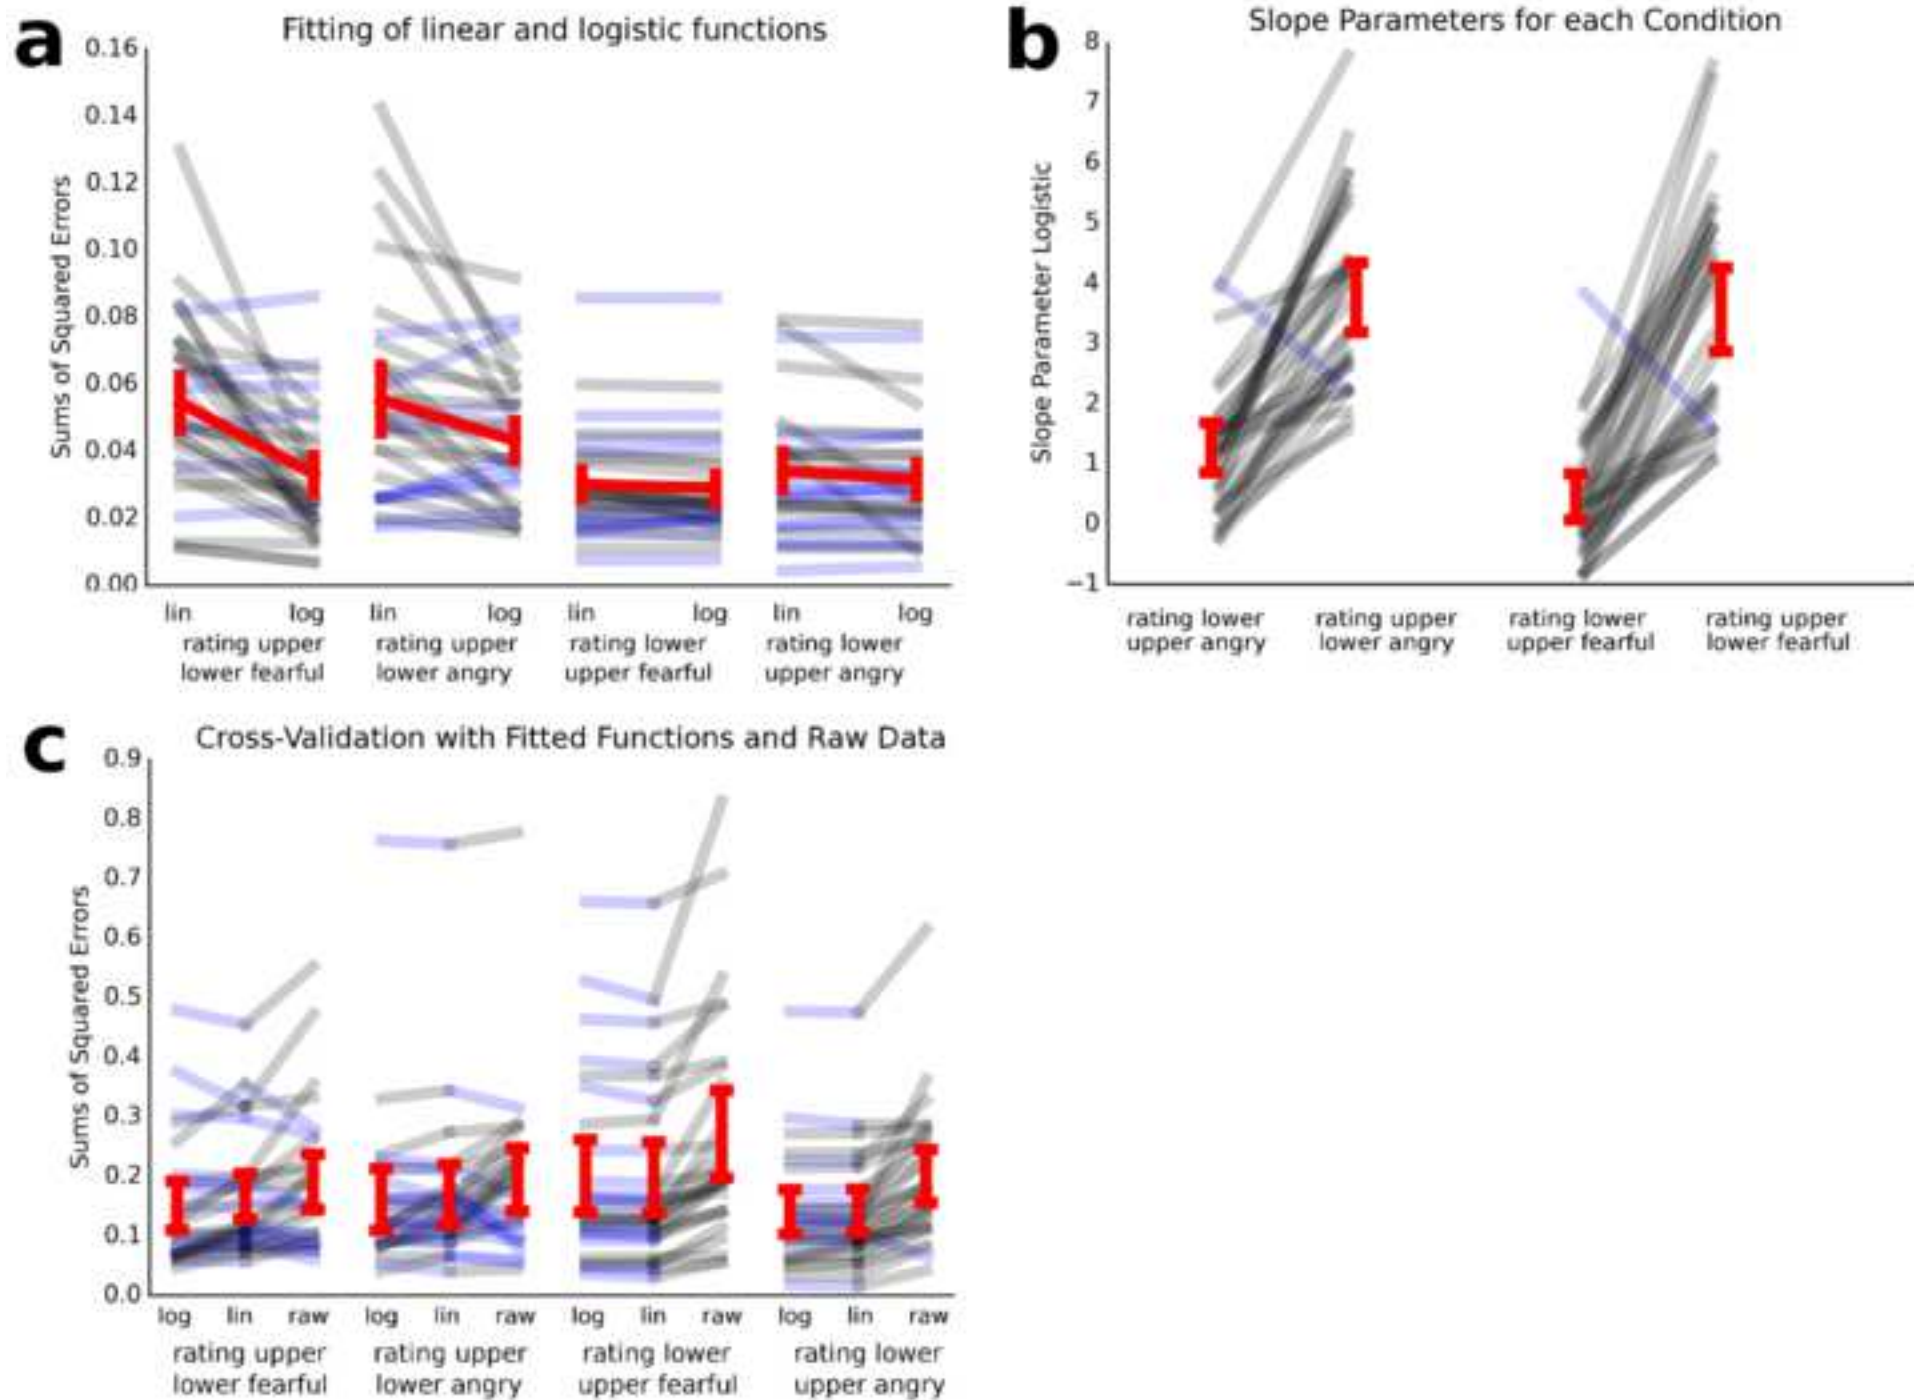 a
Fitting of linear and logistic functions
Sums of Squared Errors
0.16
0.14
0.12
0.10
0.08
0.06
0.04
0.02
0.00
lin log lin log lin log lin log
rating upper rating upper rating lower rating lower
lower fearful lower angry upper fearful upper angry
b
Slope Parameters for each Condition
Slope Parameter Logistic
8
7
6
5
4
3
2
1
0
−1
rating lower rating upper rating lower rating upper
upper angry lower angry upper fearful lower fearful
c
Cross-Validation with Fitted Functions and Raw Data
Sums of Squared Errors
0.9
0.8
0.7
0.6
0.5
0.4
0.3
0.2
0.1
0.0
log lin raw log lin raw log lin raw log lin raw
rating upper rating upper rating lower rating lower
lower fearful lower angry upper fearful upper angry